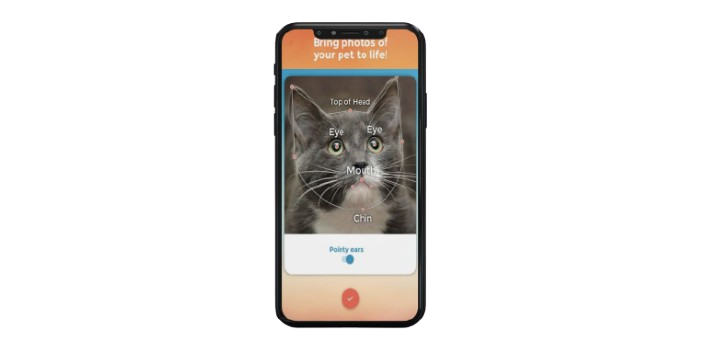 Bring photos of
your pet to life!
Top of Head
Eye Eye
Mouth
Chin
Pointy ears